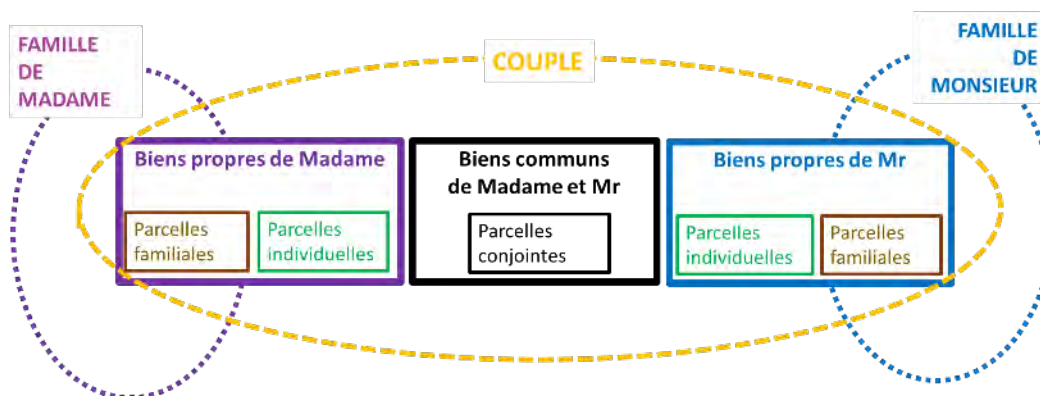 FAMILLE
DE
MADAME
COUPLE
FAMILLE
DE
MONSIEUR
Biens propres de Madame
Parcelles
familiales
Parcelles
individuelles
Biens communs
de Madame et Mr
Parcelles
conjointes
Biens propres de Mr
Parcelles
individuelles
Parcelles
familiales